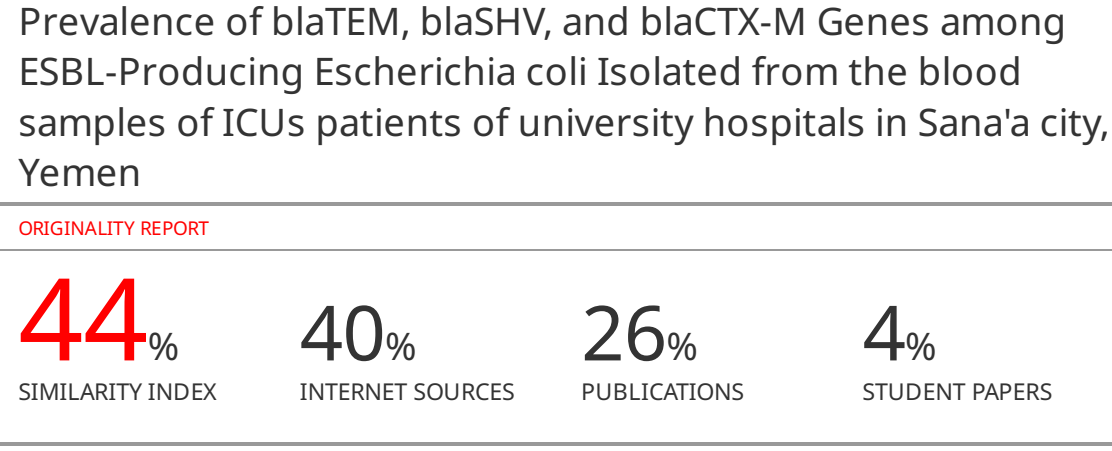 Prevalence of blaTEM, blaSHV, and blaCTX-M Genes among
ESBL-Producing Escherichia coli Isolated from the blood
samples of ICUs patients of university hospitals in Sana'a city,
Yemen
ORIGINALITY REPORT
44% 40% 26% 4%
SIMILARITY INDEX INTERNET SOURCES PUBLICATIONS STUDENT PAPERS